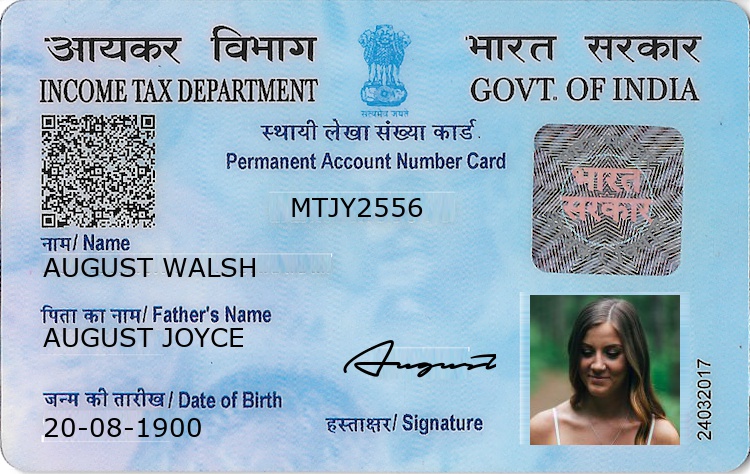 आयकर विभाग
INCOME TAX DEPARTMENT
सत्यमेव जयते
भारत सरकार
GOVT. OF INDIA
स्थायी लेखा संख्या कार्ड
Permanent Account Number Card
MTJY2556
भारत
सरकार
नाम/ Name
AUGUST WALSH
पिता का नाम/ Father's Name
AUGUST JOYCE
August
जन्म की तारीख / Date of Birth
20-08-1900
हस्ताक्षर/ Signature
24032017